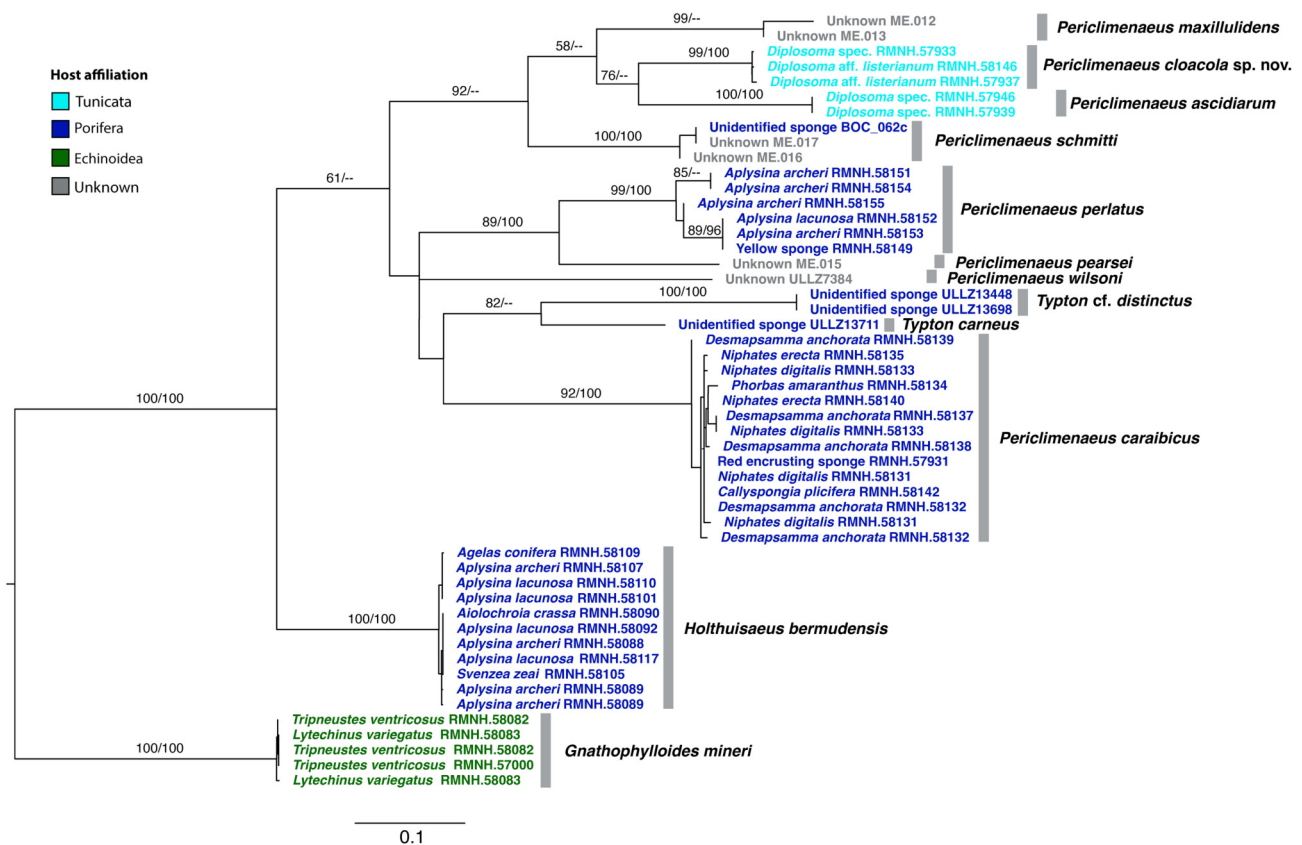 99/--
Unknown ME.012
Unknown ME.013
Periclimenaeus maxillulidens
58/--
99/100
Diplosoma spec. RMNH.57933
Diplosoma aff. listerianum RMNH.58146
Diplosoma aff. listerianum RMNH.57937
Periclimenaeus cloacola sp. nov.
Host affiliation
Tunicata
Porifera
Echinoidea
Unknown
76/--
92/--
100/100
Diplosoma spec. RMNH.57946
Diplosoma spec. RMNH.57939
Periclimenaeus ascidiarum
100/100
Unidentified sponge BOC_062c
Unknown ME.017
Unknown ME.016
Periclimenaeus schmitti
61/--
85/--
99/100
Aplysina archeri RMNH.58151
Aplysina archeri RMNH.58154
Aplysina archeri RMNH.58155
Aplysina lacunosa RMNH.58152
Aplysina archeri RMNH.58153
Yellow sponge RMNH.58149
Periclimenaeus perlatus
89/100
89/96
Unknown ME.015
Periclimenaeus pearsei
Unknown ULLZ7384
Periclimenaeus wilsoni
82/--
100/100
Unidentified sponge ULLZ13448
Unidentified sponge ULLZ13698
Typton cf. distinctus
Unidentified sponge ULLZ13711
Typton carneus
92/100
Desmapsamma anchorata RMNH.58139
Niphates erecta RMNH.58135
Niphates digitalis RMNH.58133
Phorbas amaranthus RMNH.58134
Niphates erecta RMNH.58140
Desmapsamma anchorata RMNH.58137
Niphates digitalis RMNH.58133
Desmapsamma anchorata RMNH.58138
Red encrusting sponge RMNH.57931
Niphates digitalis RMNH.58131
Callyspongia plicifera RMNH.58142
Desmapsamma anchorata RMNH.58132
Niphates digitalis RMNH.58131
Desmapsamma anchorata RMNH.58132
Periclimenaeus caraibicus
100/100
100/100
Agelas conifera RMNH.58109
Aplysina archeri RMNH.58107
Aplysina lacunosa RMNH.58110
Aplysina lacunosa RMNH.58101
Aiolochroia crassa RMNH.58090
Aplysina lacunosa RMNH.58092
Aplysina archeri RMNH.58088
Aplysina lacunosa RMNH.58117
Svenzea zeai RMNH.58105
Aplysina archeri RMNH.58089
Aplysina archeri RMNH.58089
Holthuisaeus bermudensis
100/100
Tripneustes ventricosus RMNH.58082
Lytechinus variegatus RMNH.58083
Tripneustes ventricosus RMNH.58082
Tripneustes ventricosus RMNH.57000
Lytechinus variegatus RMNH.58083
Gnathophylloides mineri
0.1